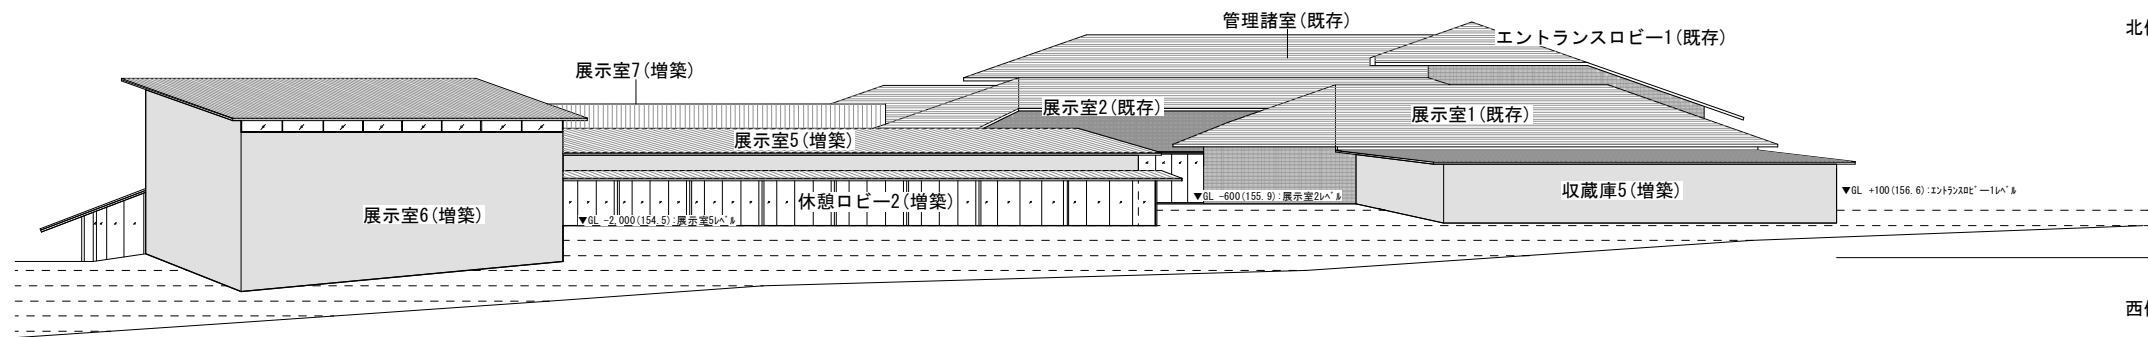 管理諸室(既存)
北
エントランスロビー1(既存)
展示室7(増築)
展示室2(既存)
展示室1(既存)
展示室5(増築)
収蔵庫5(増築)
▼GL +100(156.6):エントランスロビー1レベル
▼GL -600(155.9):展示室2レベル
休憩ロビー2(増築)
展示室6(増築)
▼GL -2,000(154.5):展示室5レベル
西